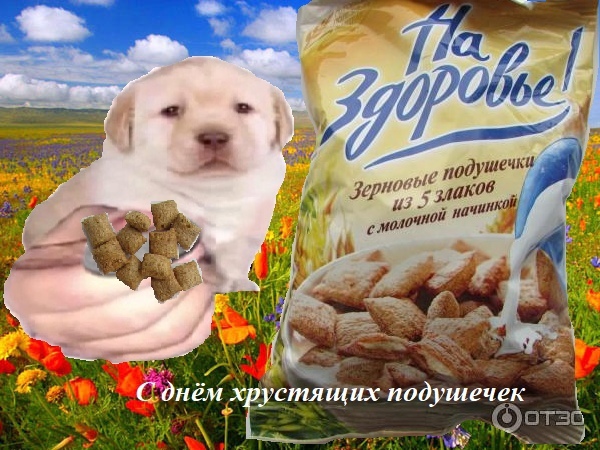 На
Здоровье!
Зерновые подушечки
из 5 злаков
с молочной начинкой
С днём хрустящих подушечек
ОТЗО